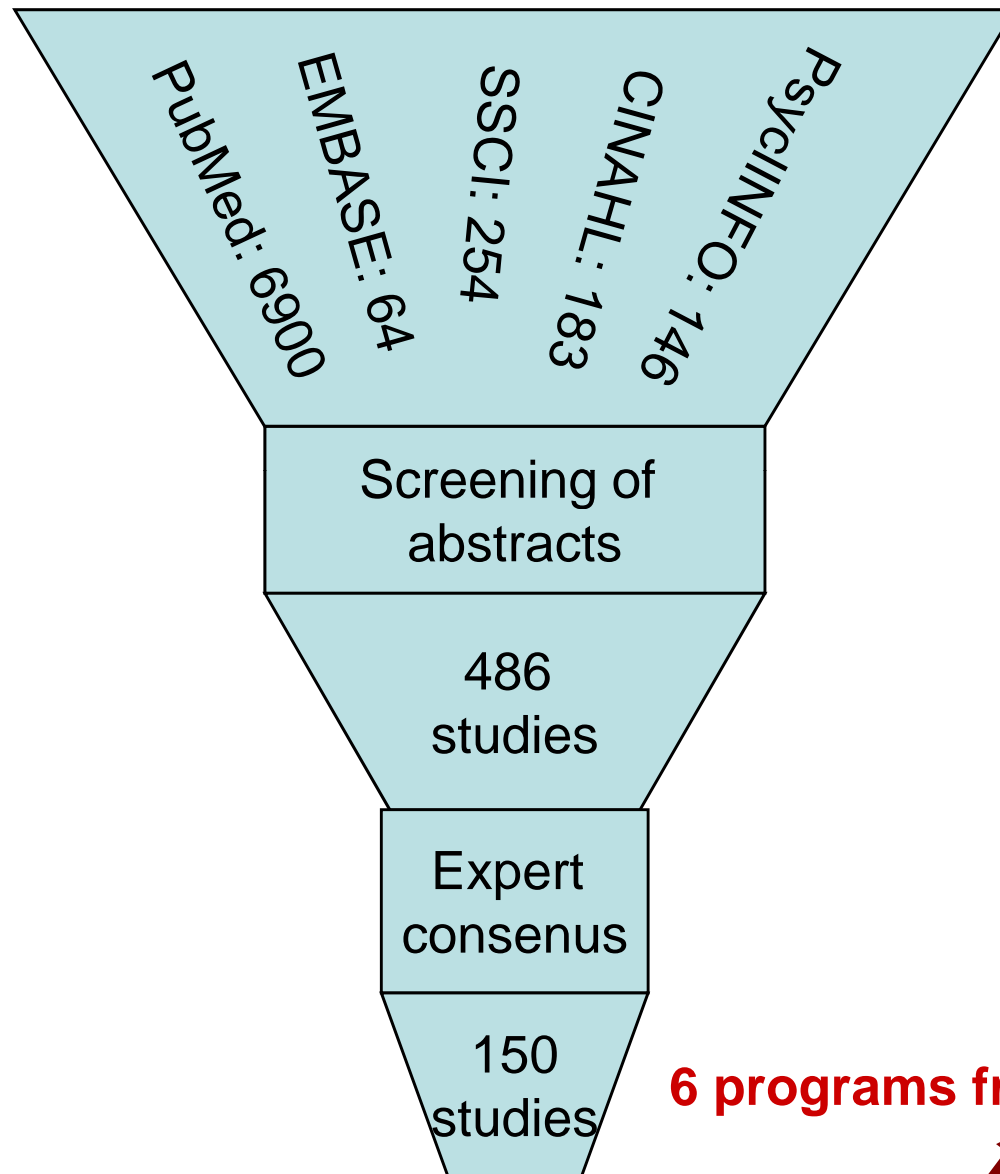 PubMed: 6900
EMBASE: 64
SSCI: 254
CINAHL: 183
PsyclINFO: 146
Screening of
abstracts
486
studies
Expert
consenus
150
studies
6 programs